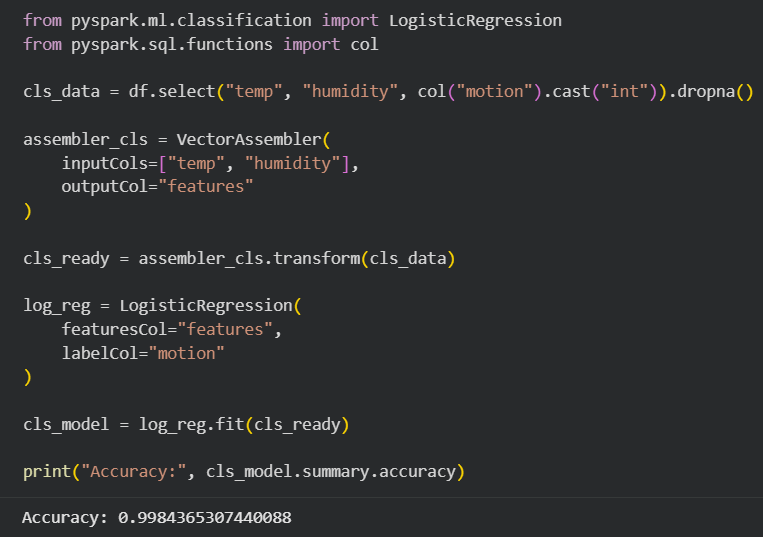 from pyspark.ml.classification import LogisticRegression
from pyspark.sql.functions import col
cls_data = df.select("temp", "humidity", col("motion").cast("int")).dropna()
assembler_cls = VectorAssembler(
    inputCols=["temp", "humidity"],
    outputCol="features"
)
cls_ready = assembler_cls.transform(cls_data)
log_reg = LogisticRegression(
    featuresCol="features",
    labelCol="motion"
)
cls_model = log_reg.fit(cls_ready)
print("Accuracy:", cls_model.summary.accuracy)
Accuracy: 0.9984365307440088